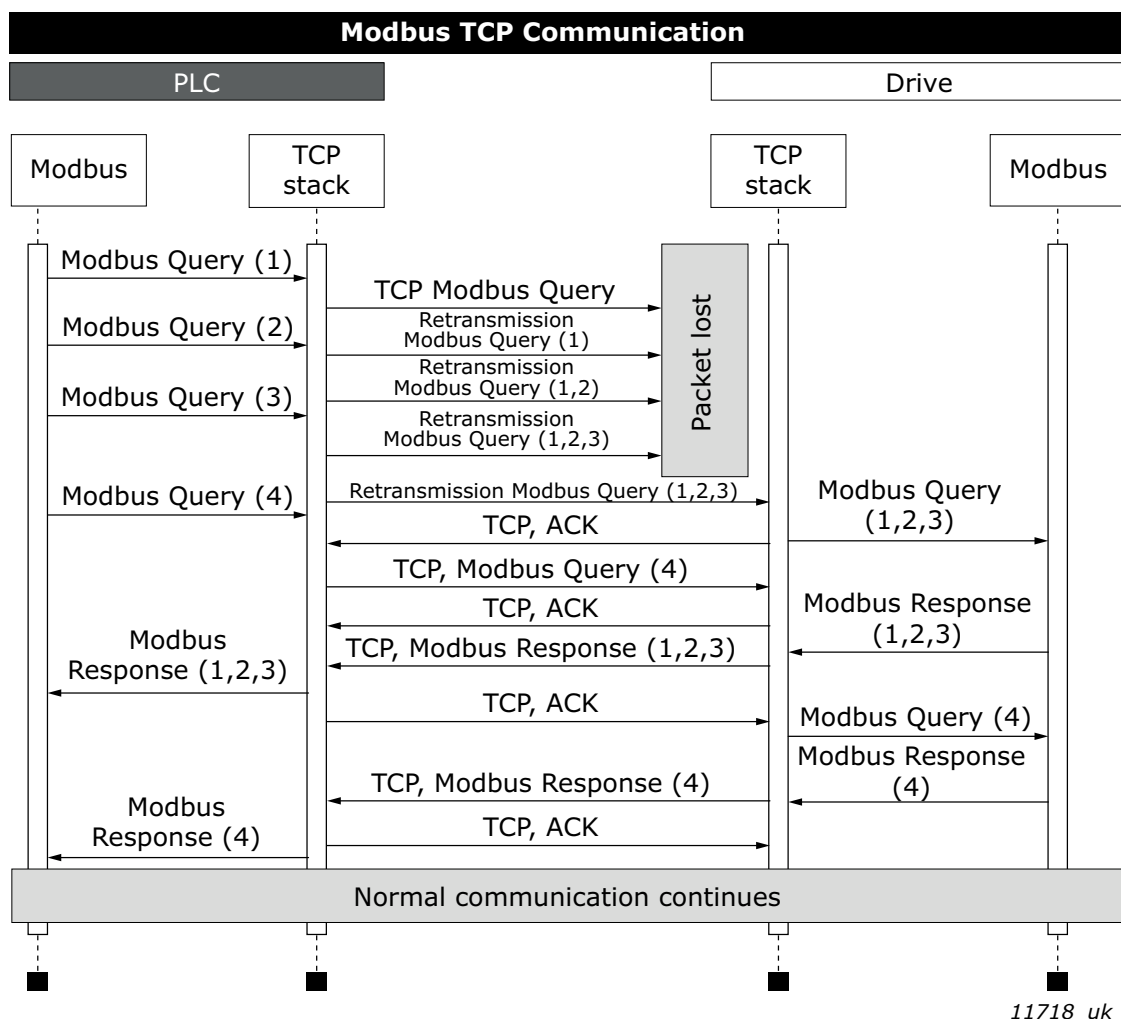 Modbus TCP Communication
PLC
Drive
Modbus
TCP
stack
TCP
stack
Modbus
Modbus Query (1)
TCP Modbus Query
Retransmission
Modbus Query (1)
Modbus Query (2)
Retransmission
Modbus Query (1,2)
Modbus Query (3)
Retransmission
Modbus Query (1,2,3)
Packet lost
Modbus Query (4)
Retransmission Modbus Query (1,2,3)
Modbus Query
(1,2,3)
TCP, ACK
TCP, Modbus Query (4)
TCP, ACK
Modbus Response
(1,2,3)
Modbus
Response (1,2,3)
TCP, Modbus Response (1,2,3)
TCP, ACK
Modbus Query (4)
Modbus Response
(4)
TCP, Modbus Response (4)
Modbus
Response (4)
TCP, ACK
Normal communication continues
11718_uk